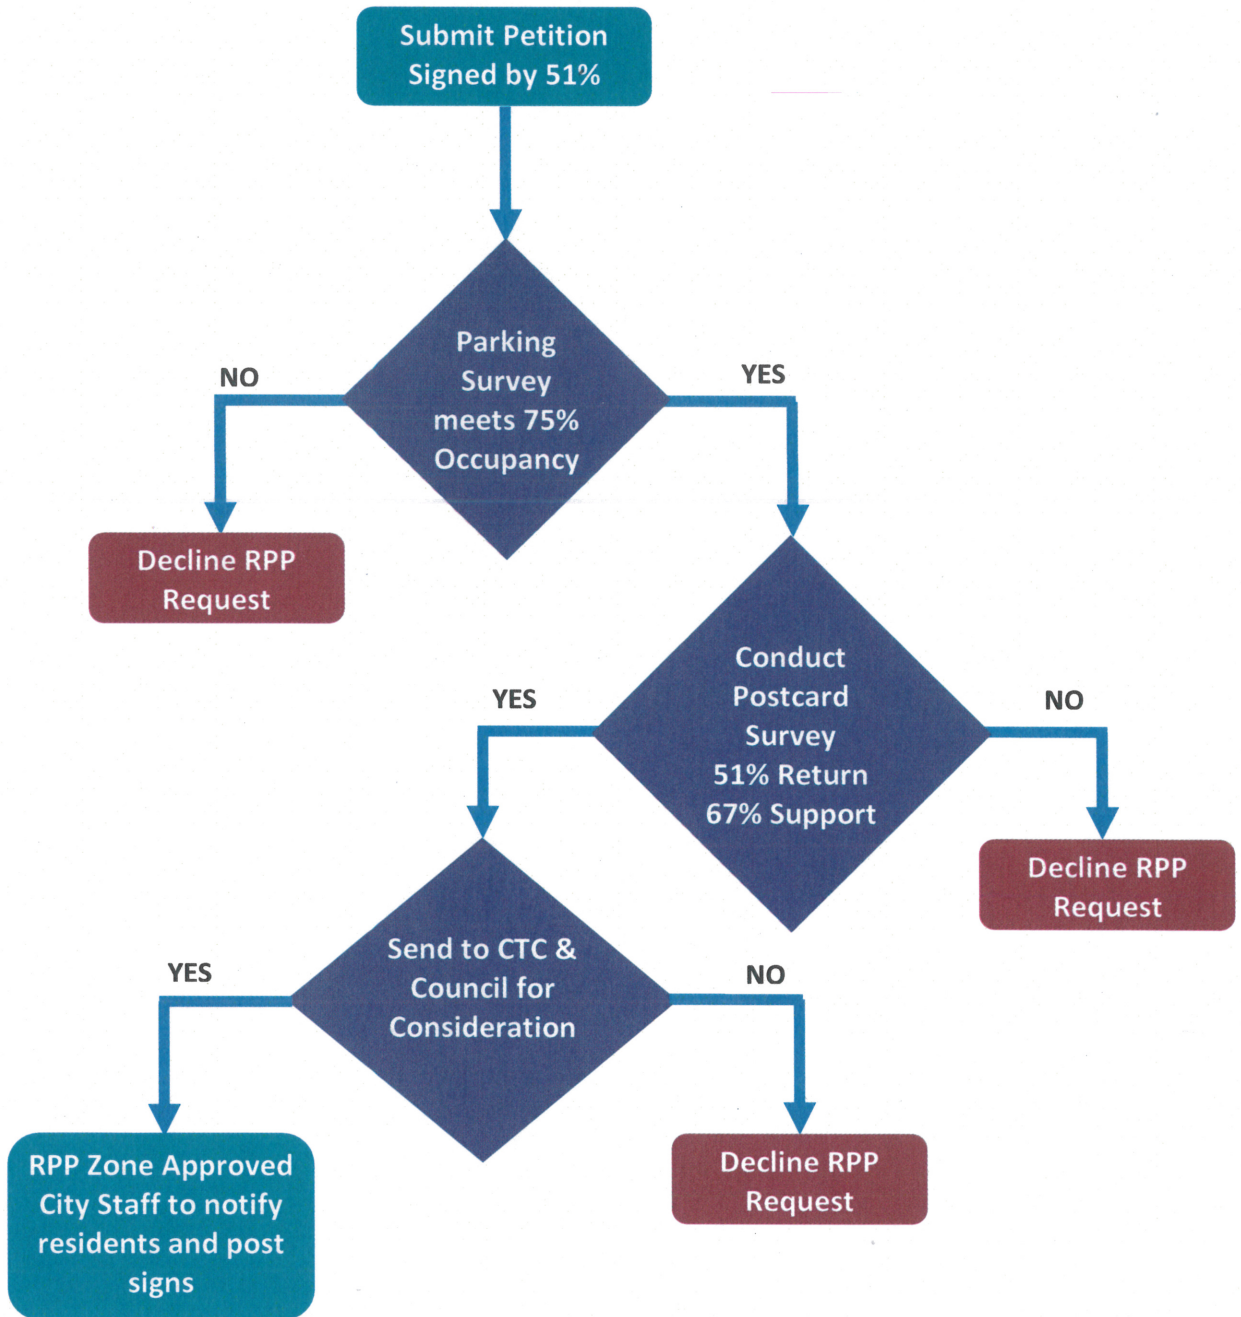 Submit Petition
Signed by 51%
Parking
Survey
meets 75%
Occupancy
NO
YES
Decline RPP
Request
Conduct
Postcard
Survey
51% Return
67% Support
YES
NO
Decline RPP
Request
Send to CTC &
Council for
Consideration
YES
NO
RPP Zone Approved
City Staff to notify
residents and post
signs
Decline RPP
Request